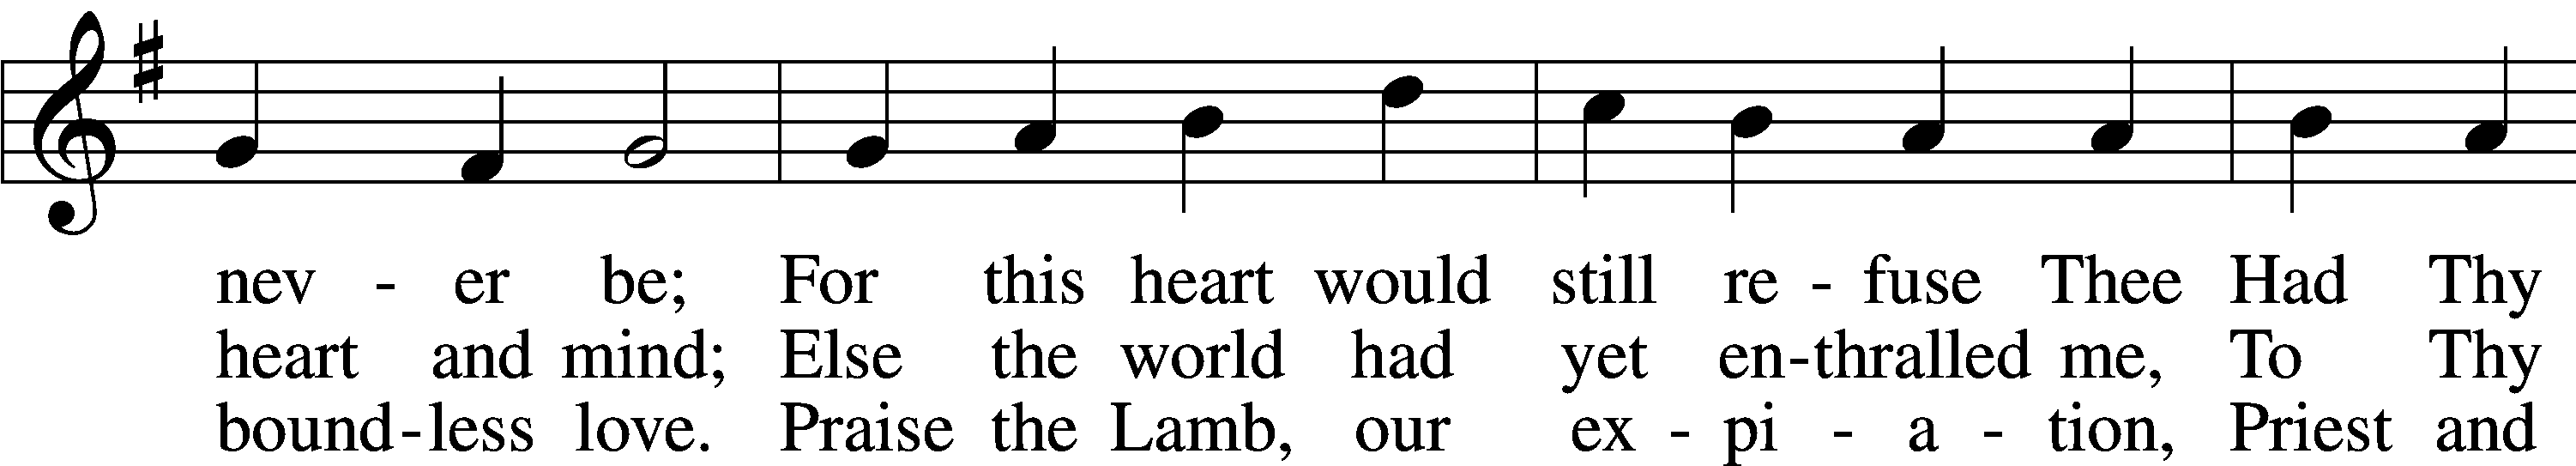 nev - er be; For this heart would still re - fuse Thee Had Thy
heart and mind; Else the world had yet en-thralled me, To Thy
bound-less love. Praise the Lamb, our ex - pi - a - tion, Priest and